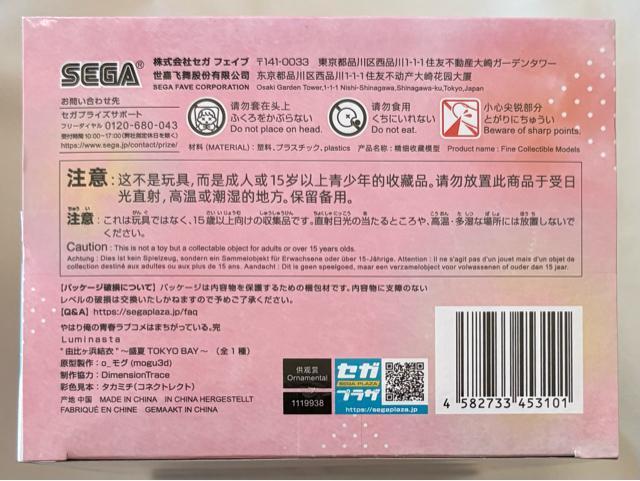 SEGA®
株式会社セガ フェイブ 〒141-0033 東京都品川区西品川1-1-1住友不動産大崎ガーデンタワー
世嘉飞舞股份有限公司 东京都品川区西品川1-1-1住友不动产大崎花园大厦
SEGA FAVE CORPORATION Osaki Garden Tower,1-1-1 Nishi-Shinagawa,Shinagawa-ku,Tokyo,Japan
お問い合わせ先
セガプライズサポート
フリーダイヤル 0120-680-043
受付時間 10:00～17:00(弊社指定休日を除く)
https://www.sega.jp/contact/prize/
请勿套在头上
ふくろをかぶらない
Do not place on head.
请勿食用
くちにいれない
Do not eat.
小心尖锐部分
とがりにちゅうい
Beware of sharp points.
材料 (MATERIAL) : 塑料、プラスチック、plastics 产品名称 : 精细收藏模型 Product Name : Fine Collectible Models
注意 : 这不是玩具, 而是成人或15岁以上青少年的收藏品。请勿放置此商品于受日
光直射, 高温或潮湿的地方。保留备用。
注意 : これは玩具ではなく、15歳以上向けの収集品です。直射日光の当たるところや、高温・多湿な場所には放置しないで
ください。
Caution : This is not a toy but a collectable object for adults or over 15 years old.
Achtung : Dies ist kein Spielzeug, sondern ein Sammelobjekt für Erwachsene oder über 15-Jährige. Attention : Il ne s'agit pas d'un jouet mais d'un objet de
collection destiné aux adultes ou aux plus de 15 ans. Aandacht : Dit is geen speelgoed, maar een verzamelobject voor volwassenen of ouder dan 15 jaar.
【パッケージ破損について】パッケージは内容物を保護するための梱包材です。内容物に支障のない
レベルの破損は交換いたしかねますので予めご了承ください。
【Q&A】https://segaplaza.jp/faq
やはり俺の青春ラブコメはまちがっている。完
Luminasta
"由比ヶ浜結衣"～盛夏 TOKYO BAY～ (全1種)
原型製作 : o_モグ(mogu3d)
制作協力 : DimensionTrace
彩色見本 : タカミチ(コネクトレクト)
产地 中国 MADE IN CHINA IN CHINA HERGESTELLT
FABRIQUÉ EN CHINE GEMAAKT IN CHINA
供观赏
Ornamental
1119938
セガ
SEGA PLAZA
プラザ
https://segaplaza.jp/
4 582733 453101